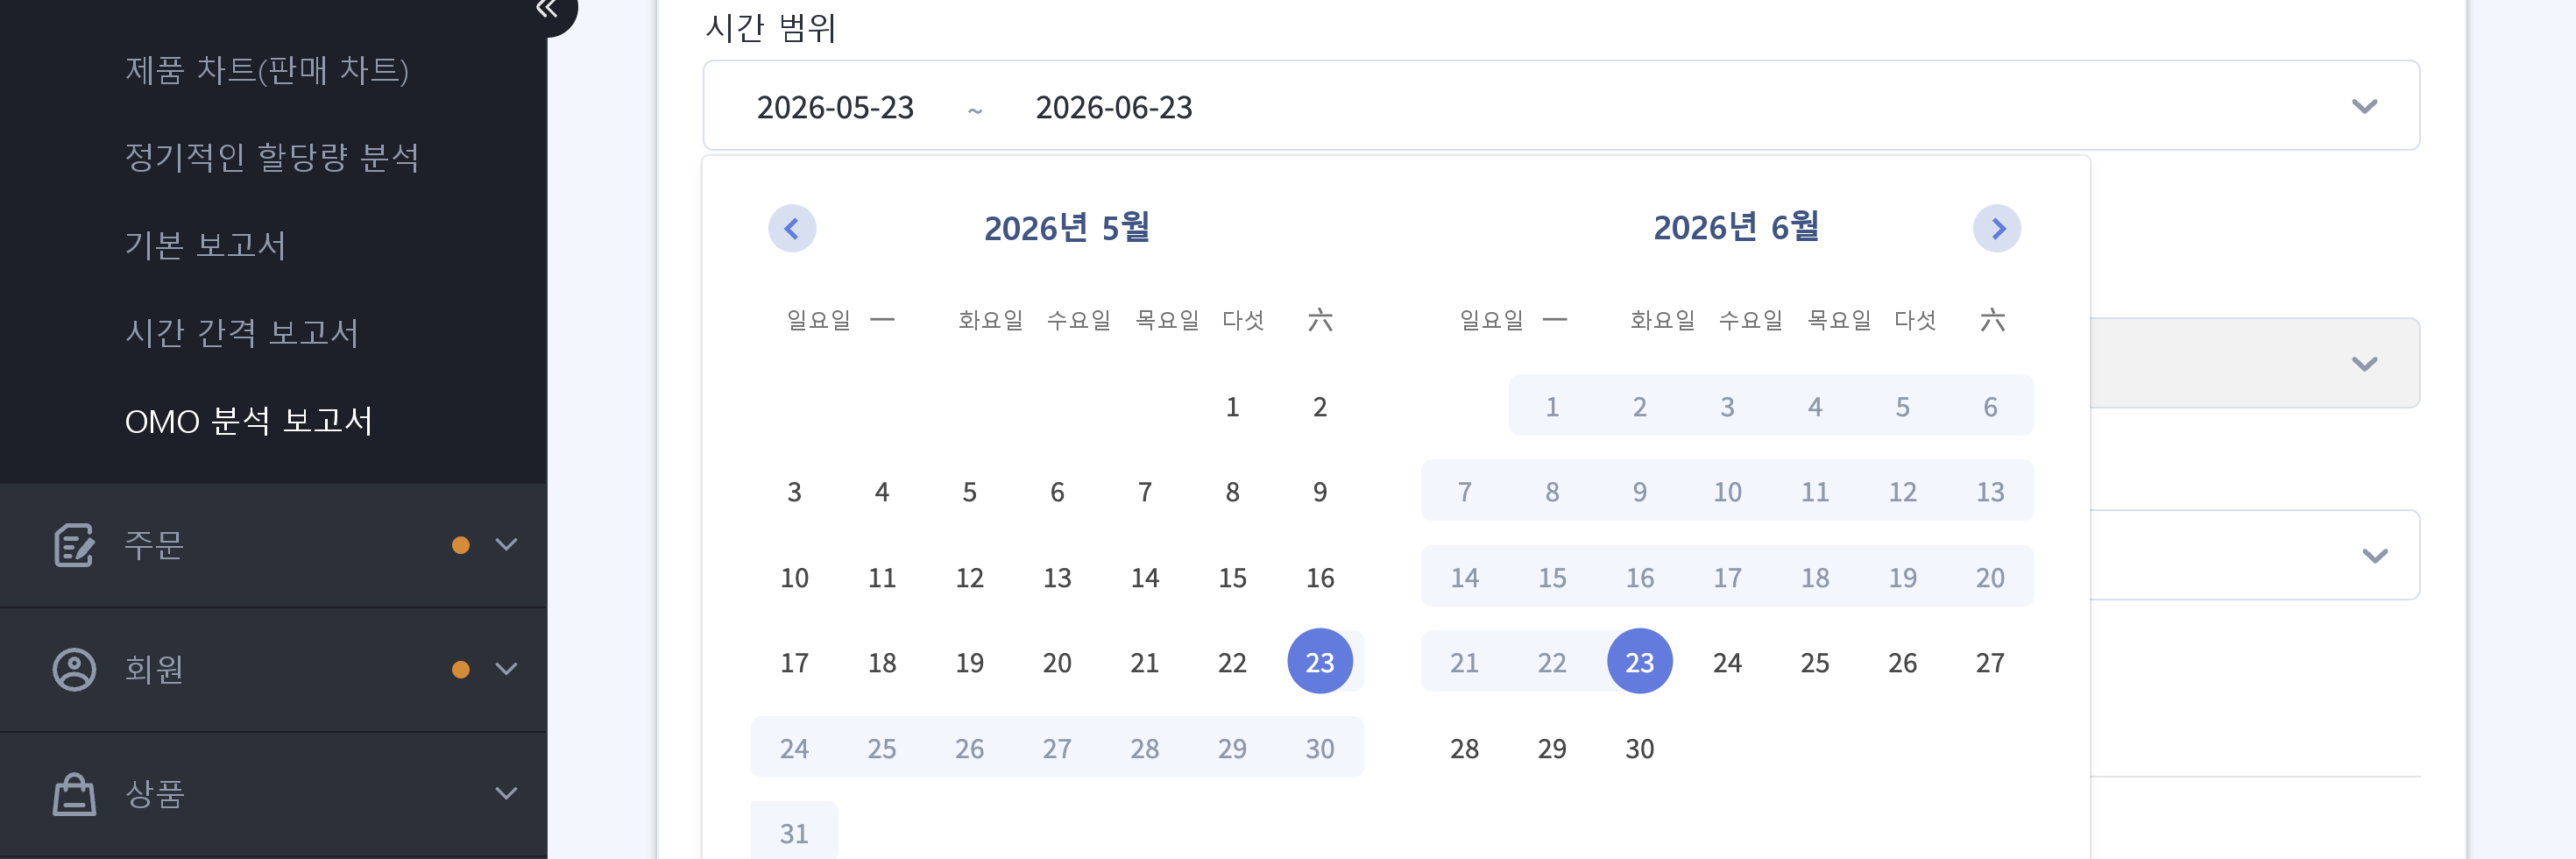 제품 차트(판매 차트)
정기적인 할당량 분석
기본 보고서
시간 간격 보고서
OMO 분석 보고서
주문
회원
상품
시간 범위
2026-05-23 ~ 2026-06-23
2026년 5월
일요일 一 화요일 수요일 목요일 다섯 六
1 2
3 4 5 6 7 8 9
10 11 12 13 14 15 16
17 18 19 20 21 22 23
24 25 26 27 28 29 30
31
2026년 6월
일요일 一 화요일 수요일 목요일 다섯 六
1 2 3 4 5 6
7 8 9 10 11 12 13
14 15 16 17 18 19 20
21 22 23 24 25 26 27
28 29 30